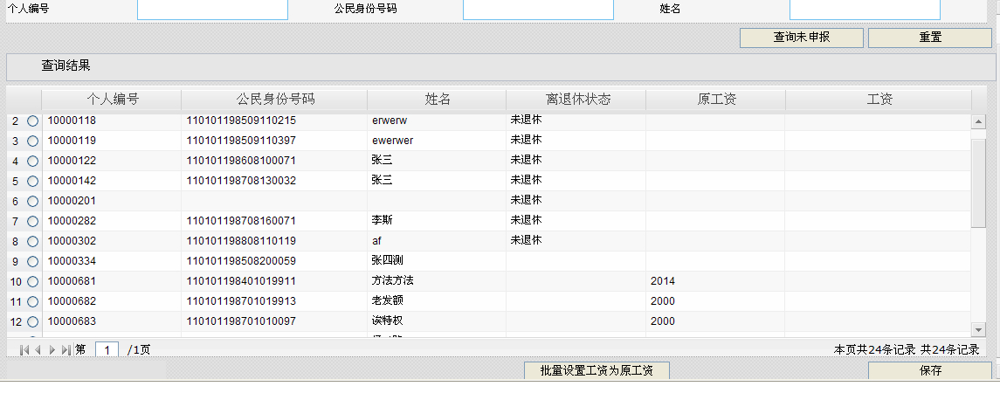 个人编号 公民身份号码 姓名
查询未申报 重置
查询结果
个人编号 公民身份号码 姓名 离退休状态 原工资 工资
2 10000118 110101198509110215 erwerw 未退休
3 10000119 110101198509110397 ewerwer 未退休
4 10000122 110101198608100071 张三 未退休
5 10000142 110101198708130032 张三 未退休
6 10000201 未退休
7 10000282 110101198708160071 李斯 未退休
8 10000302 110101198808110119 af 未退休
9 10000334 110101198508200059 张四测
10 10000681 110101198401019911 方法方法 2014
11 10000682 110101198701019913 老发额 2000
12 10000683 110101198701010097 诶特权 2000
第 1 /1页 本页共24条记录 共24条记录
批量设置工资为原工资 保存